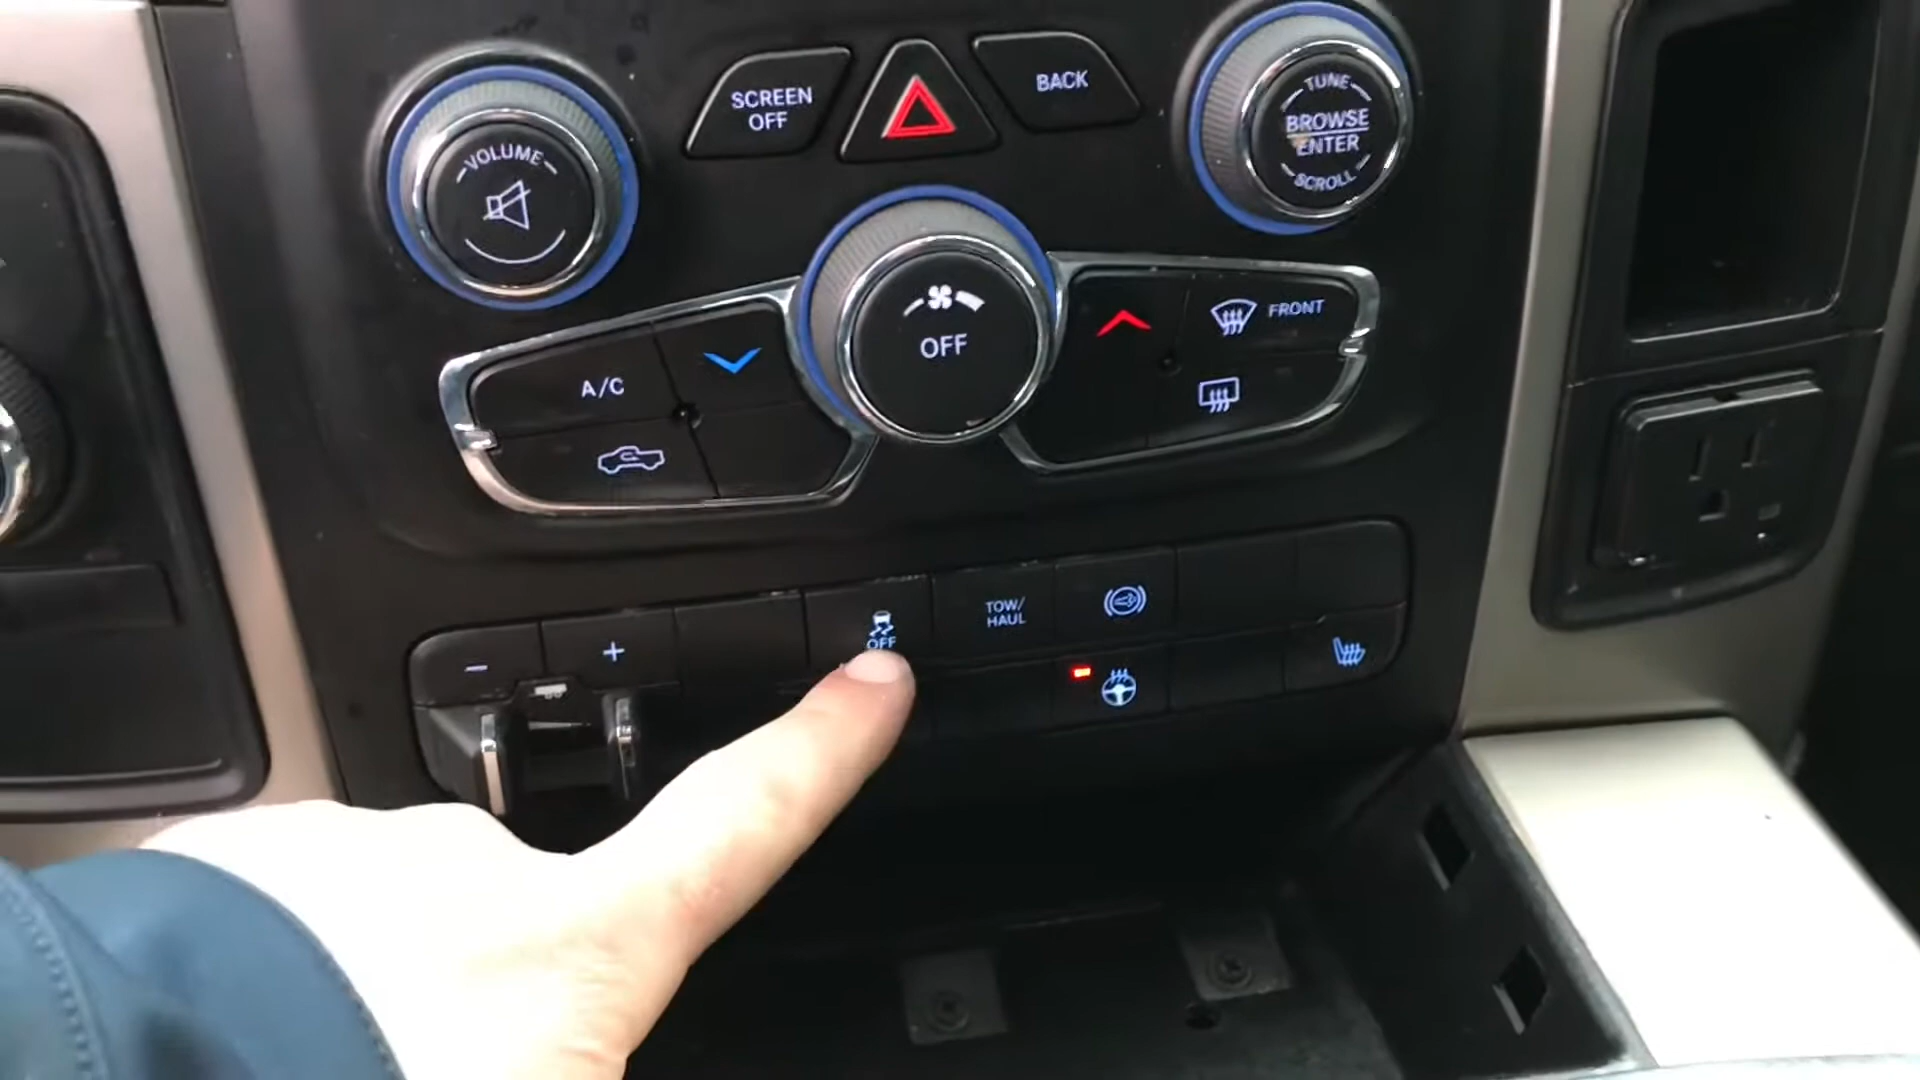 SCREEN
OFF
BACK
TUNE
BROWSE
ENTER
SCROLL
VOLUME
OFF
FRONT
A/C
OFF
TOW/
HAUL
-
+